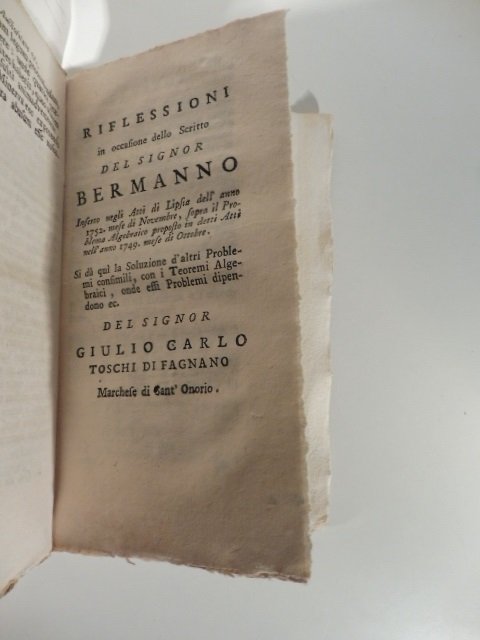 RIFLESSIONI
in occasione dello Scritto
DEL SIGNOR
BERMANNO
Inserto negli Atti di Lipsia dell' anno
1752. mese di Novembre, sopra il Pro-
blema Algebraico proposto in detti Atti
nell'anno 1749. mese di Ottobre.
Si dà quì la Soluzione d'altri Proble-
mi consimili, con i Teoremi Alge-
braici, onde essi Problemi dipen-
dono ec.
DEL SIGNOR
GIULIO CARLO
TOSCHI DI FAGNANO
Marchese di Sant' Onorio.